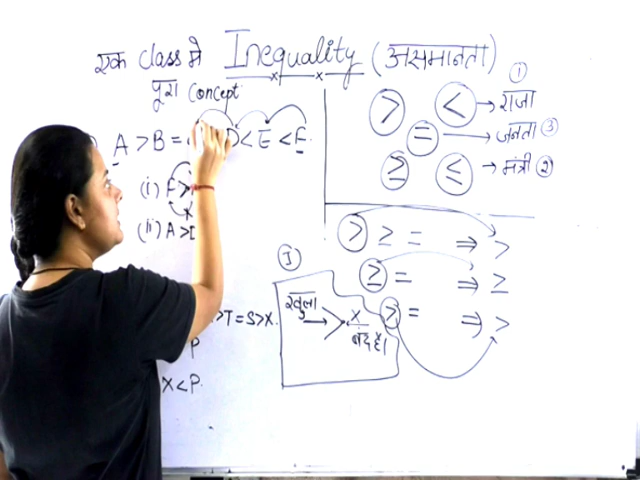 एक class मे Inequality (असमानता)
पूरा Concept
①
> < → राजा
= → जनता ③
≥ ≤ → मंत्री ②
A > B = D < E < F.
(i) F >
(ii) A >
> ≥ = ⇒ >
≥ = ⇒ ≥
> = ⇒ >
I
खुला → > x
बंद है।
>T=S>X.
P
X<P.